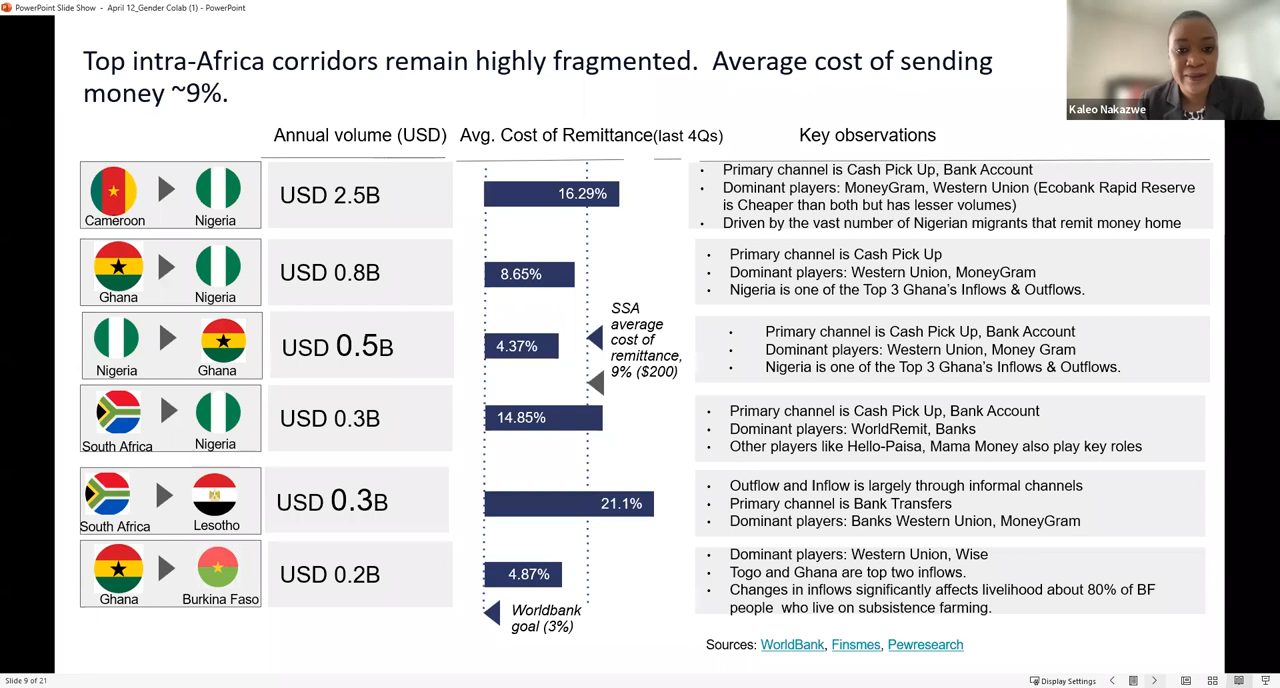 PowerPoint Slide Show - April 12_Gender Colab (1) - PowerPoint
Top intra-Africa corridors remain highly fragmented. Average cost of sending
money ~9%.
Kaleo Nakazwe
Annual volume (USD)
Avg. Cost of Remittance(last 4Qs)
Key observations
Cameroon
Nigeria
USD 2.5B
16.29%
• Primary channel is Cash Pick Up, Bank Account
• Dominant players: MoneyGram, Western Union (Ecobank Rapid Reserve
is Cheaper than both but has lesser volumes)
• Driven by the vast number of Nigerian migrants that remit money home
Ghana
Nigeria
USD 0.8B
8.65%
• Primary channel is Cash Pick Up
• Dominant players: Western Union, MoneyGram
• Nigeria is one of the Top 3 Ghana's Inflows & Outflows.
Nigeria
Ghana
USD 0.5B
4.37%
SSA
average
cost of
remittance,
9% ($200)
• Primary channel is Cash Pick Up, Bank Account
• Dominant players: Western Union, Money Gram
• Nigeria is one of the Top 3 Ghana's Inflows & Outflows.
South Africa
Nigeria
USD 0.3B
14.85%
• Primary channel is Cash Pick Up, Bank Account
• Dominant players: WorldRemit, Banks
• Other players like Hello-Paisa, Mama Money also play key roles
South Africa
Lesotho
USD 0.3B
21.1%
• Outflow and Inflow is largely through informal channels
• Primary channel is Bank Transfers
• Dominant players: Banks Western Union, MoneyGram
Ghana
Burkina Faso
USD 0.2B
4.87%
• Dominant players: Western Union, Wise
• Togo and Ghana are top two inflows.
• Changes in inflows significantly affects livelihood about 80% of BF
people who live on subsistence farming.
Worldbank
goal (3%)
Sources: WorldBank, Finsmes, Pewresearch
Slide 9 of 21
Display Settings